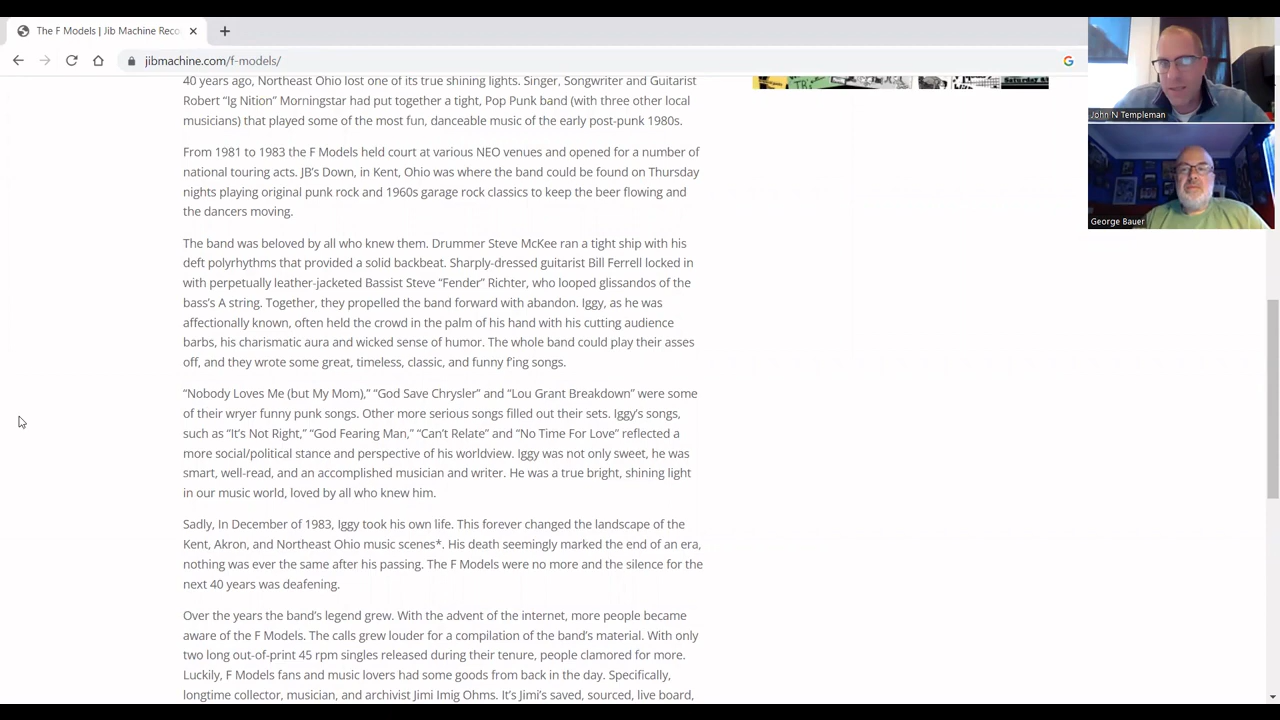 The F Models | Jib Machine Reco
jibmachine.com/f-models/
40 years ago, Northeast Ohio lost one of its true shining lights. Singer, Songwriter and Guitarist
Robert “Ig Nition” Morningstar had put together a tight, Pop Punk band (with three other local
musicians) that played some of the most fun, danceable music of the early post-punk 1980s.
From 1981 to 1983 the F Models held court at various NEO venues and opened for a number of
national touring acts. JB’s Down, in Kent, Ohio was where the band could be found on Thursday
nights playing original punk rock and 1960s garage rock classics to keep the beer flowing and
the dancers moving.
The band was beloved by all who knew them. Drummer Steve McKee ran a tight ship with his
deft polyrhythms that provided a solid backbeat. Sharply-dressed guitarist Bill Ferrell locked in
with perpetually leather-jacketed Bassist Steve “Fender” Richter, who looped glissandos of the
bass’s A string. Together, they propelled the band forward with abandon. Iggy, as he was
affectionally known, often held the crowd in the palm of his hand with his cutting audience
barbs, his charismatic aura and wicked sense of humor. The whole band could play their asses
off, and they wrote some great, timeless, classic, and funny f’ing songs.
“Nobody Loves Me (but My Mom),” “God Save Chrysler” and “Lou Grant Breakdown” were some
of their wryer funny punk songs. Other more serious songs filled out their sets. Iggy’s songs,
such as “It’s Not Right,” “God Fearing Man,” “Can’t Relate” and “No Time For Love” reflected a
more social/political stance and perspective of his worldview. Iggy was not only sweet, he was
smart, well-read, and an accomplished musician and writer. He was a true bright, shining light
in our music world, loved by all who knew him.
Sadly, In December of 1983, Iggy took his own life. This forever changed the landscape of the
Kent, Akron, and Northeast Ohio music scenes*. His death seemingly marked the end of an era,
nothing was ever the same after his passing. The F Models were no more and the silence for the
next 40 years was deafening.
Over the years the band’s legend grew. With the advent of the internet, more people became
aware of the F Models. The calls grew louder for a compilation of the band’s material. With only
two long out-of-print 45 rpm singles released during their tenure, people clamored for more.
Luckily, F Models fans and music lovers had some goods from back in the day. Specifically,
longtime collector, musician, and archivist Jimi Imig Ohms. It’s Jimi’s saved, sourced, live board,
John N Templeman
George Bauer